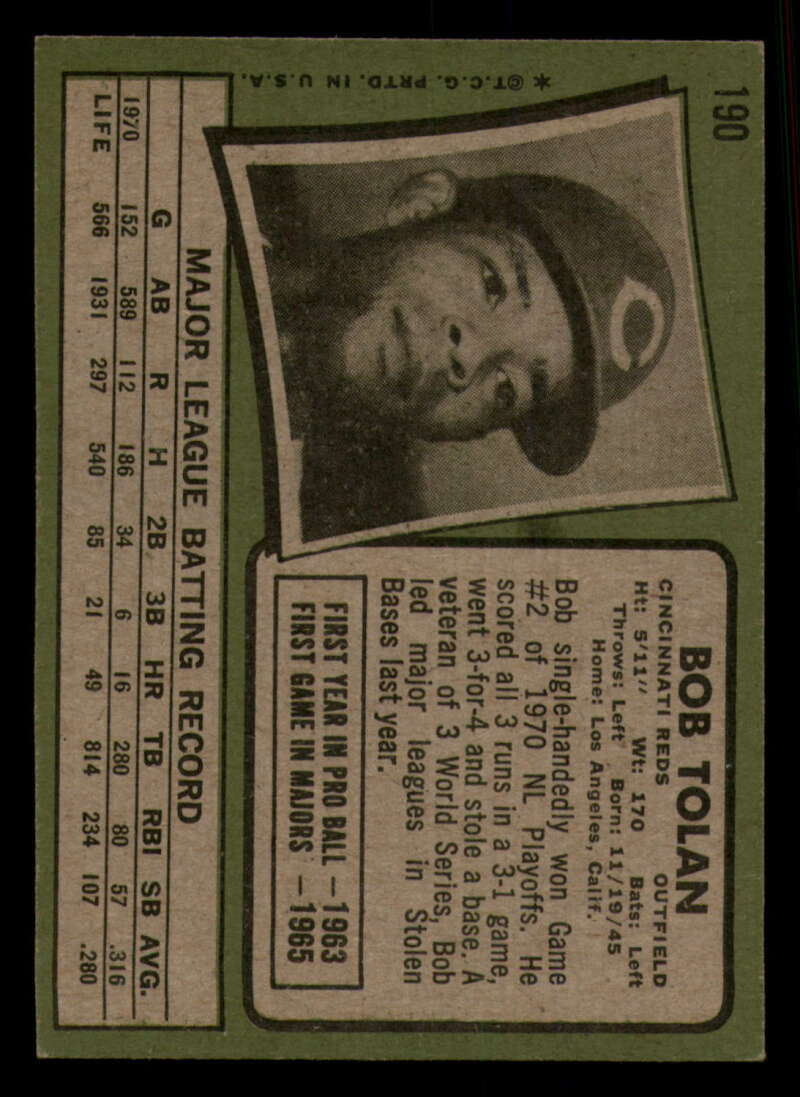 190
✶ ©T.C.G. PRTD. IN U.S.A.
C
BOB TOLAN
CINCINNATI REDS OUTFIELD
Ht: 5'11" Wt: 170 Bats: Left
Throws: Left Born: 11/19/45
Home: Los Angeles, Calif.
Bob single-handedly won Game
#2 of 1970 NL Playoffs. He
scored all 3 runs in a 3-1 game,
went 3-for-4 and stole a base. A
veteran of 3 World Series, Bob
led major leagues in Stolen
Bases last year.
FIRST YEAR IN PRO BALL — 1963
FIRST GAME IN MAJORS — 1965
MAJOR LEAGUE BATTING RECORD
G AB R H 2B 3B HR TB RBI SB AVG.
1970 152 589 112 186 34 6 16 280 80 57 .316
LIFE 566 1931 297 540 85 21 49 814 234 107 .280